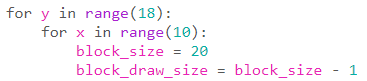 for y in range(18):
    for x in range(10):
        block_size = 20
        block_draw_size = block_size - 1